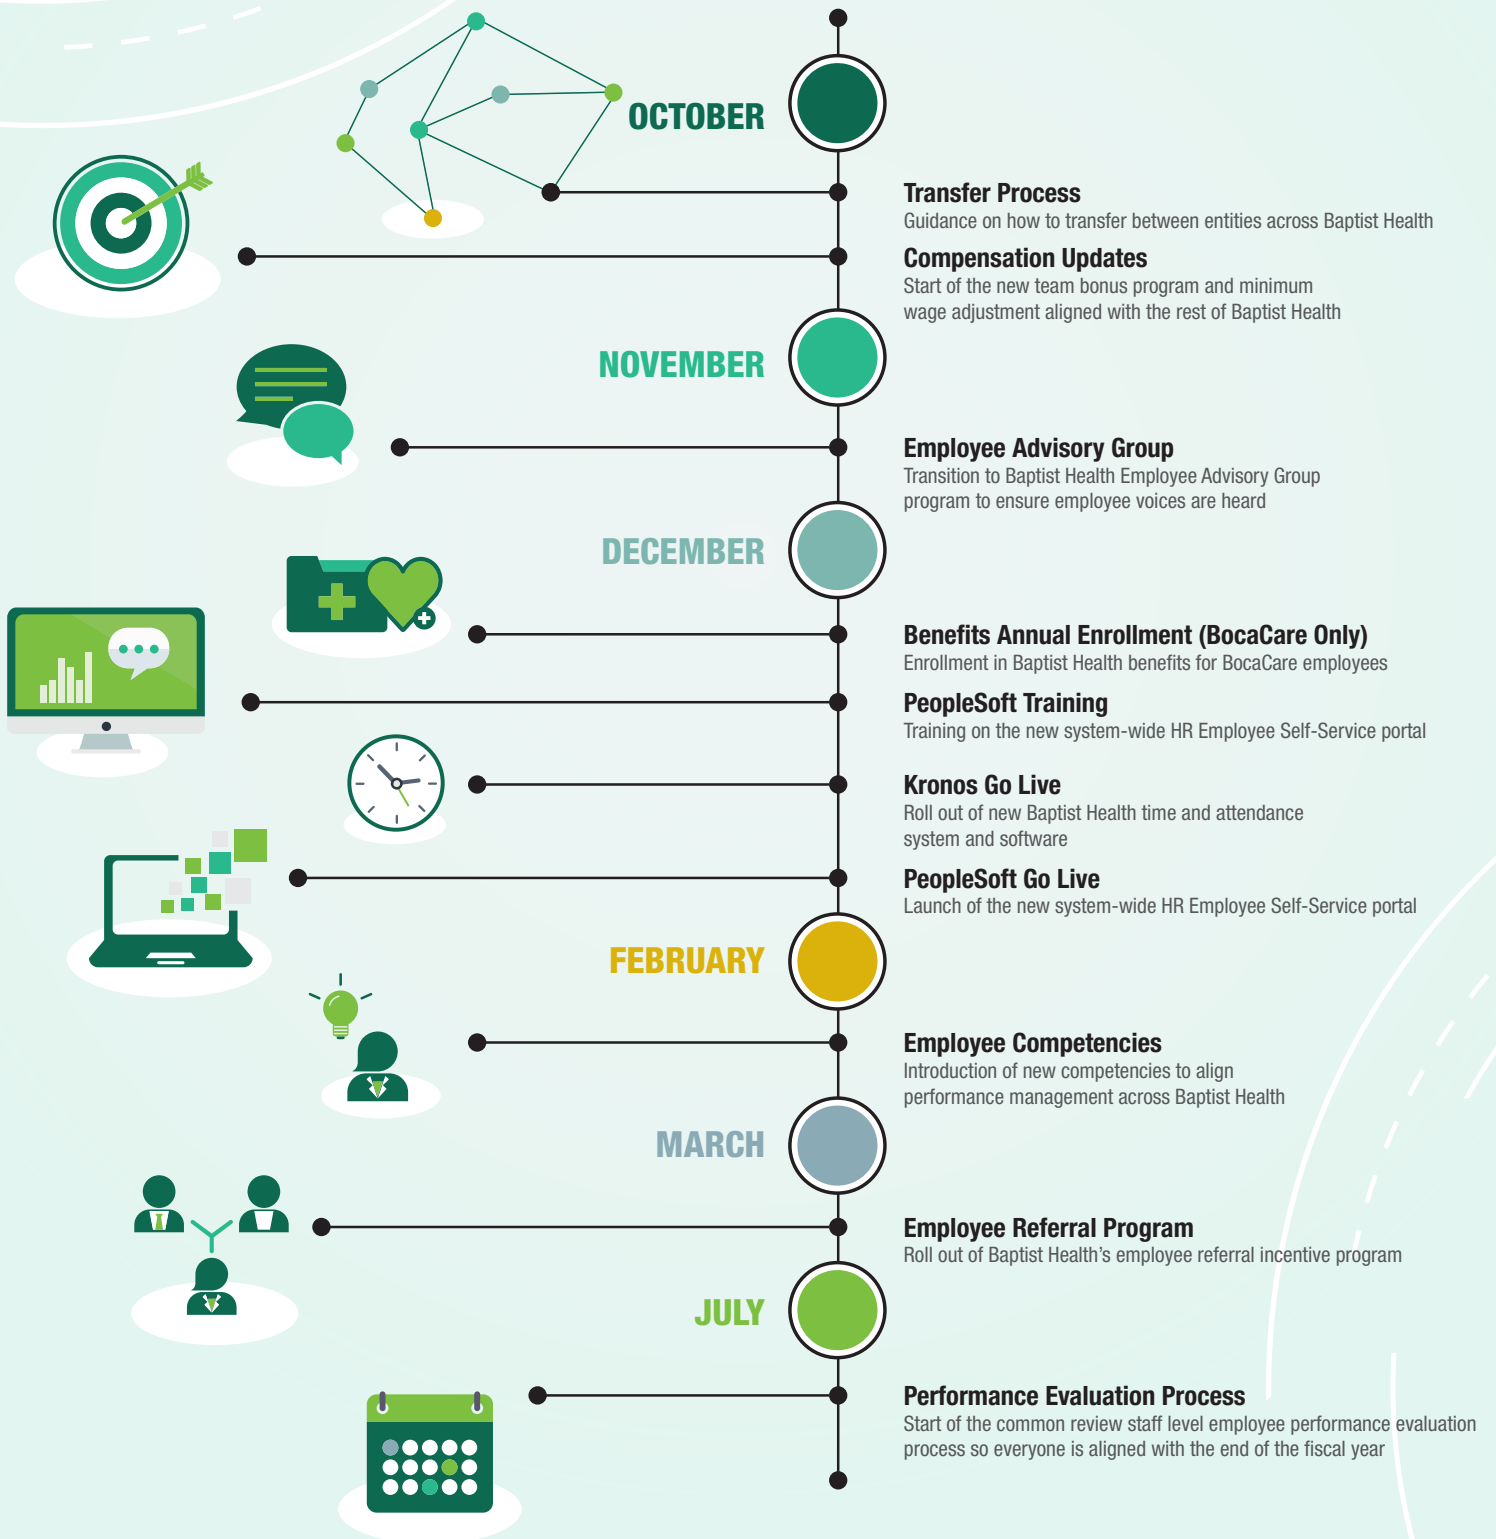 OCTOBER
Transfer Process
Guidance on how to transfer between entities across Baptist Health
Compensation Updates
Start of the new team bonus program and minimum
wage adjustment aligned with the rest of Baptist Health
NOVEMBER
Employee Advisory Group
Transition to Baptist Health Employee Advisory Group
program to ensure employee voices are heard
DECEMBER
Benefits Annual Enrollment (BocaCare Only)
Enrollment in Baptist Health benefits for BocaCare employees
PeopleSoft Training
Training on the new system-wide HR Employee Self-Service portal
Kronos Go Live
Roll out of new Baptist Health time and attendance
system and software
PeopleSoft Go Live
Launch of the new system-wide HR Employee Self-Service portal
FEBRUARY
Employee Competencies
Introduction of new competencies to align
performance management across Baptist Health
MARCH
Employee Referral Program
Roll out of Baptist Health’s employee referral incentive program
JULY
Performance Evaluation Process
Start of the common review staff level employee performance evaluation
process so everyone is aligned with the end of the fiscal year